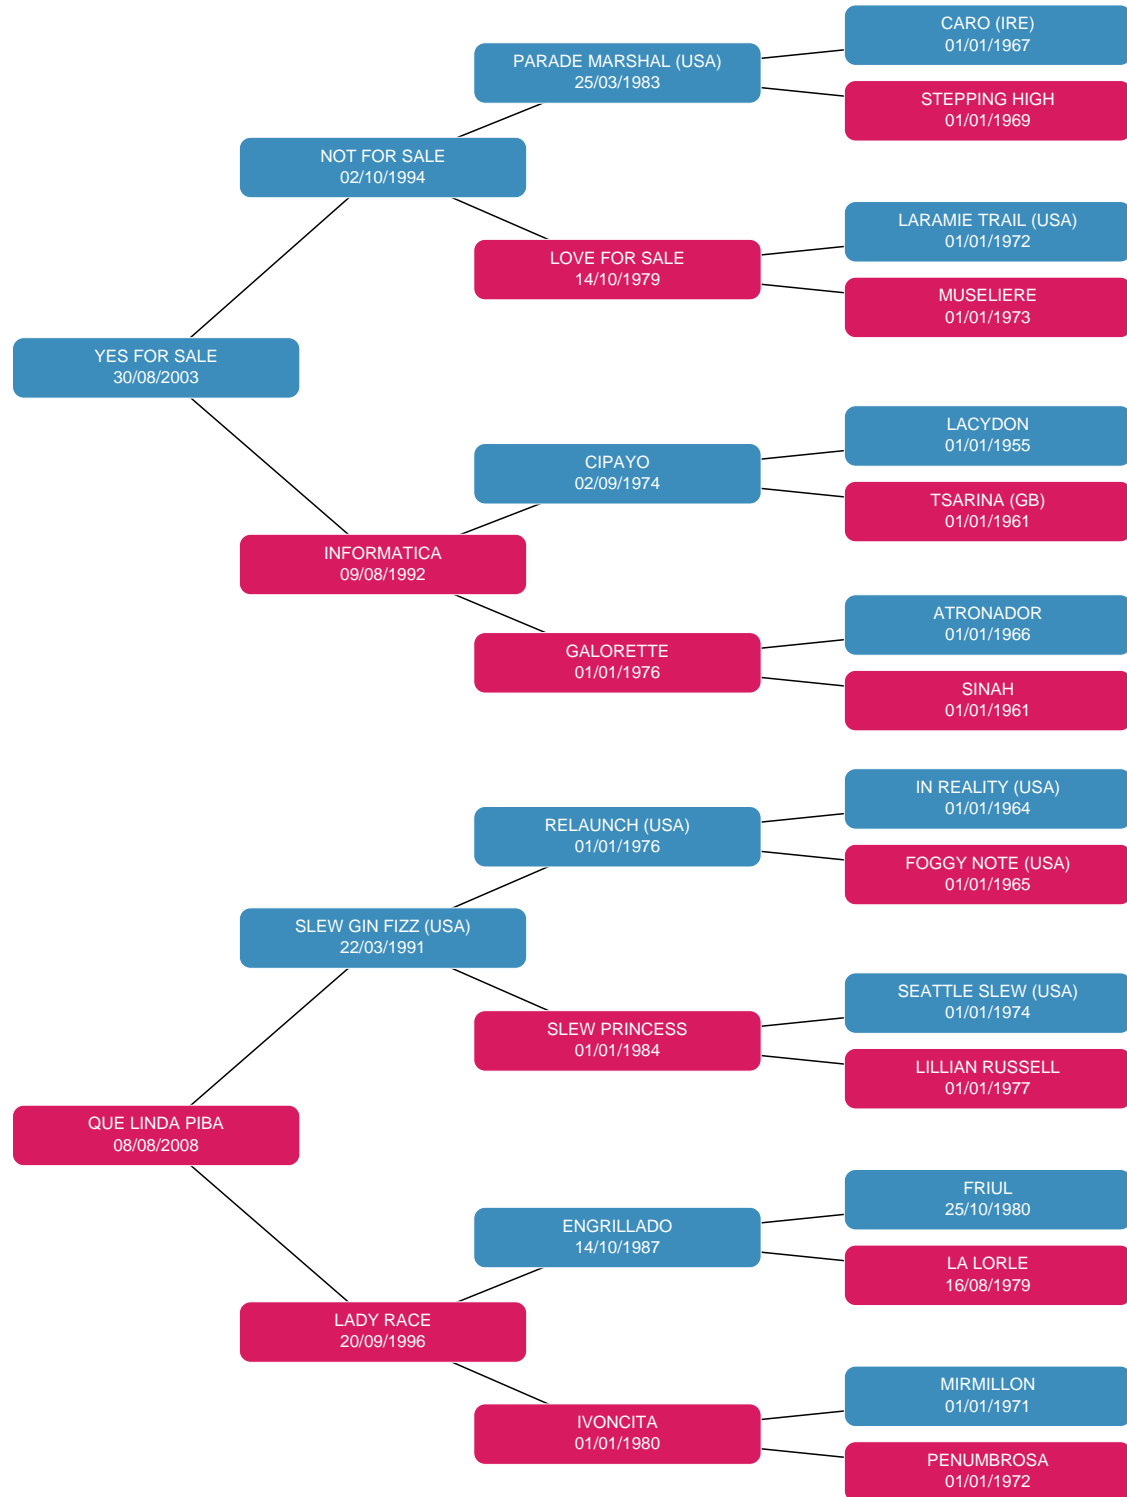 CARO (IRE)
01/01/1967
PARADE MARSHAL (USA)
25/03/1983
STEPPING HIGH
01/01/1969
NOT FOR SALE
02/10/1994
LARAMIE TRAIL (USA)
01/01/1972
LOVE FOR SALE
14/10/1979
MUSELIERE
01/01/1973
YES FOR SALE
30/08/2003
LACYDON
01/01/1955
CIPAYO
02/09/1974
TSARINA (GB)
01/01/1961
INFORMATICA
09/08/1992
ATRONADOR
01/01/1966
GALORETTE
01/01/1976
SINAH
01/01/1961
IN REALITY (USA)
01/01/1964
RELAUNCH (USA)
01/01/1976
FOGGY NOTE (USA)
01/01/1965
SLEW GIN FIZZ (USA)
22/03/1991
SEATTLE SLEW (USA)
01/01/1974
SLEW PRINCESS
01/01/1984
LILLIAN RUSSELL
01/01/1977
QUE LINDA PIBA
08/08/2008
FRIUL
25/10/1980
ENGRILLADO
14/10/1987
LA LORLE
16/08/1979
LADY RACE
20/09/1996
MIRMILLON
01/01/1971
IVONCITA
01/01/1980
PENUMBROSA
01/01/1972